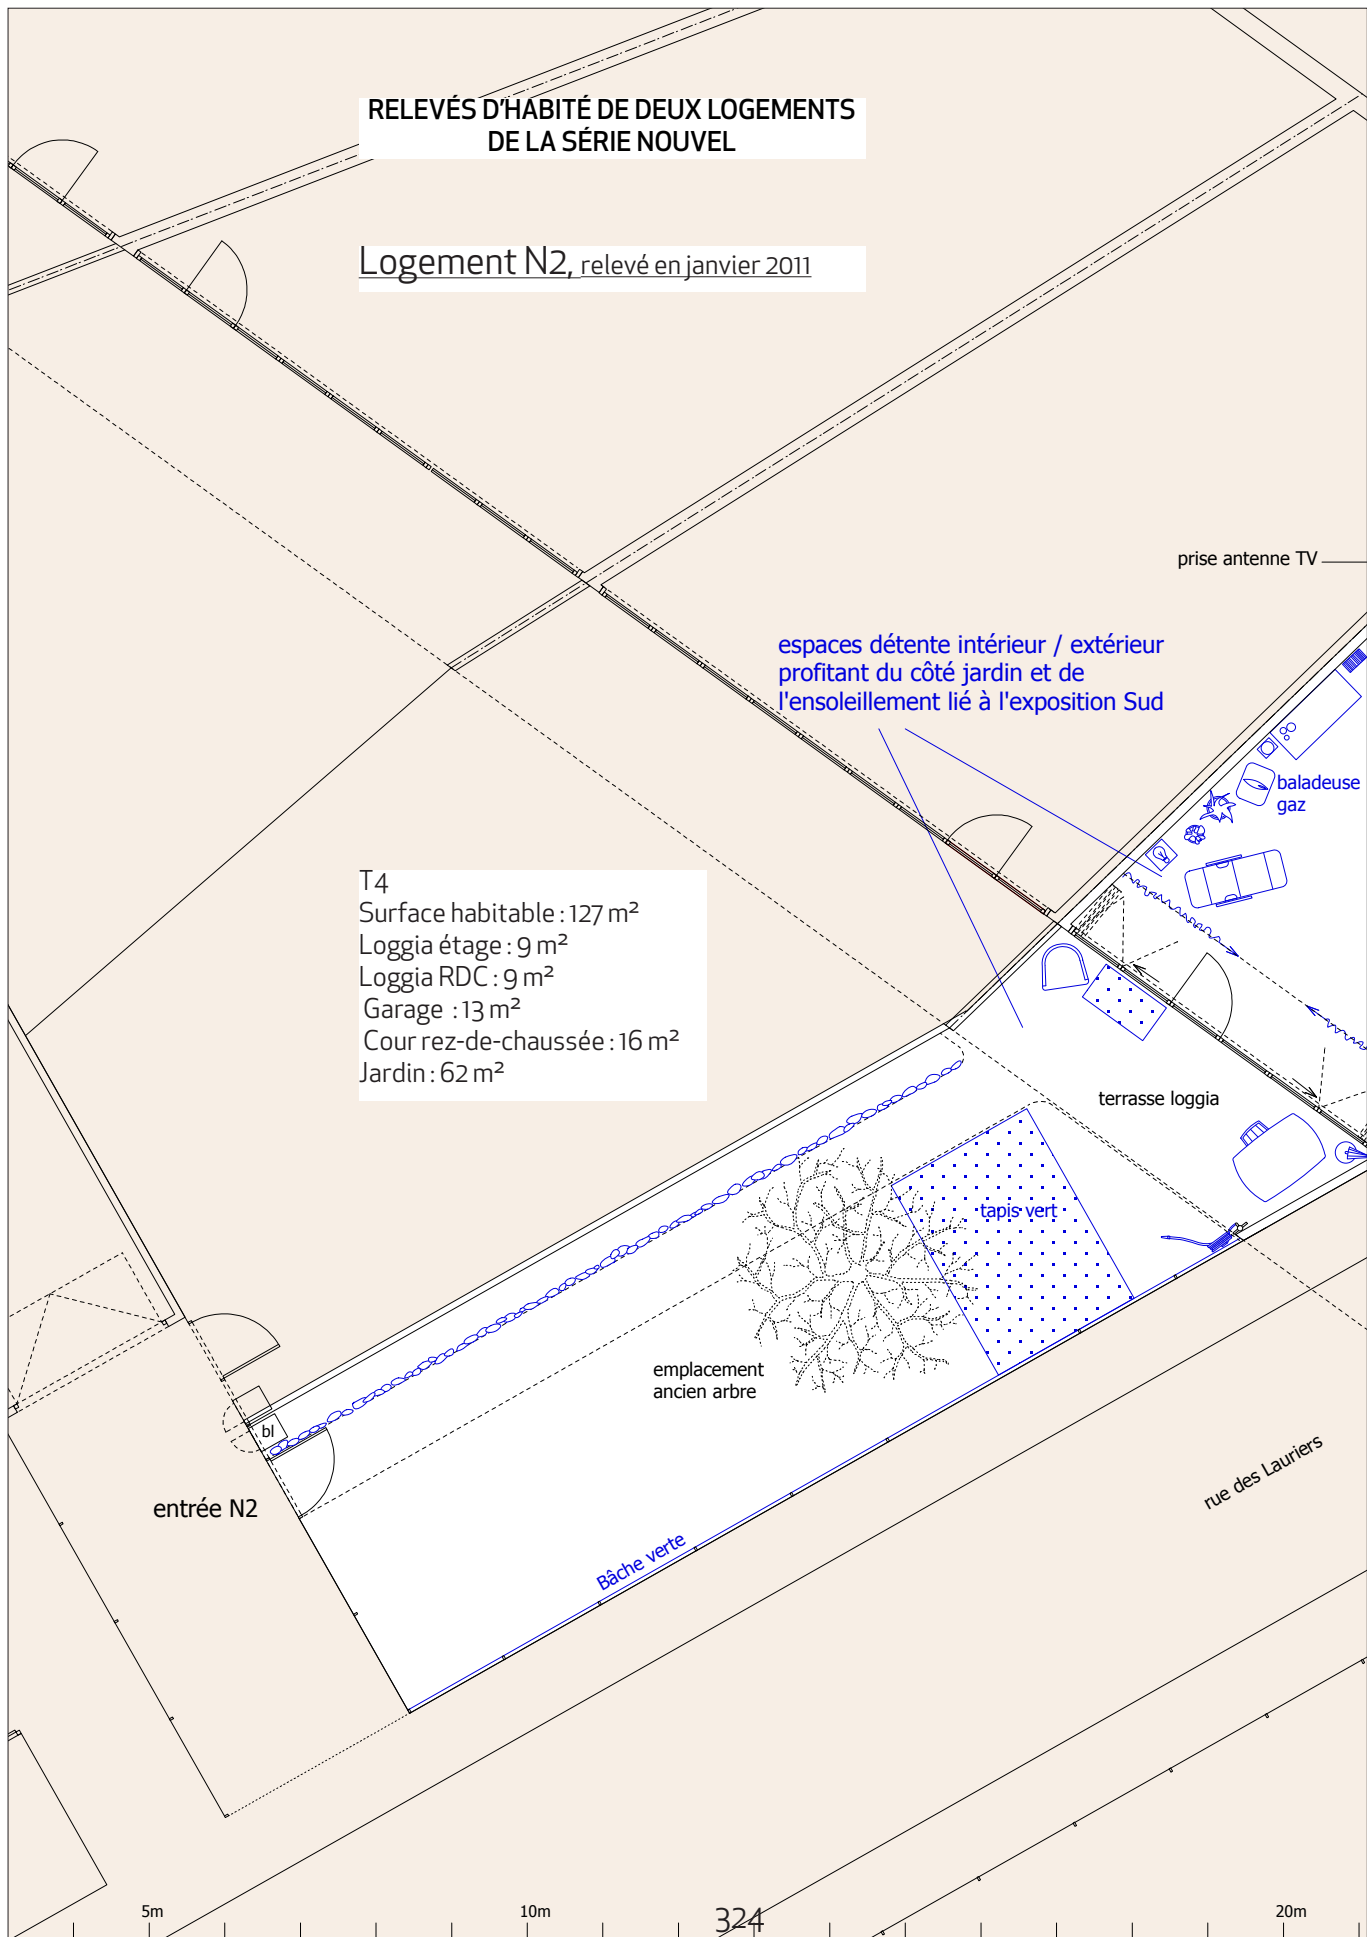 RELEVÉS D'HABITÉ DE DEUX LOGEMENTS
DE LA SÉRIE NOUVEL
Logement N2, relevé en janvier 2011
prise antenne TV
espaces détente intérieur / extérieur
profitant du côté jardin et de
l'ensoleillement lié à l'exposition Sud
baladeuse
gaz
T4
Surface habitable : 127 m²
Loggia étage : 9 m²
Loggia RDC : 9 m²
Garage : 13 m²
Cour rez-de-chaussée : 16 m²
Jardin : 62 m²
terrasse loggia
tapis vert
emplacement
ancien arbre
bl
entrée N2
rue des Lauriers
Bâche verte
5m
10m
324
20m